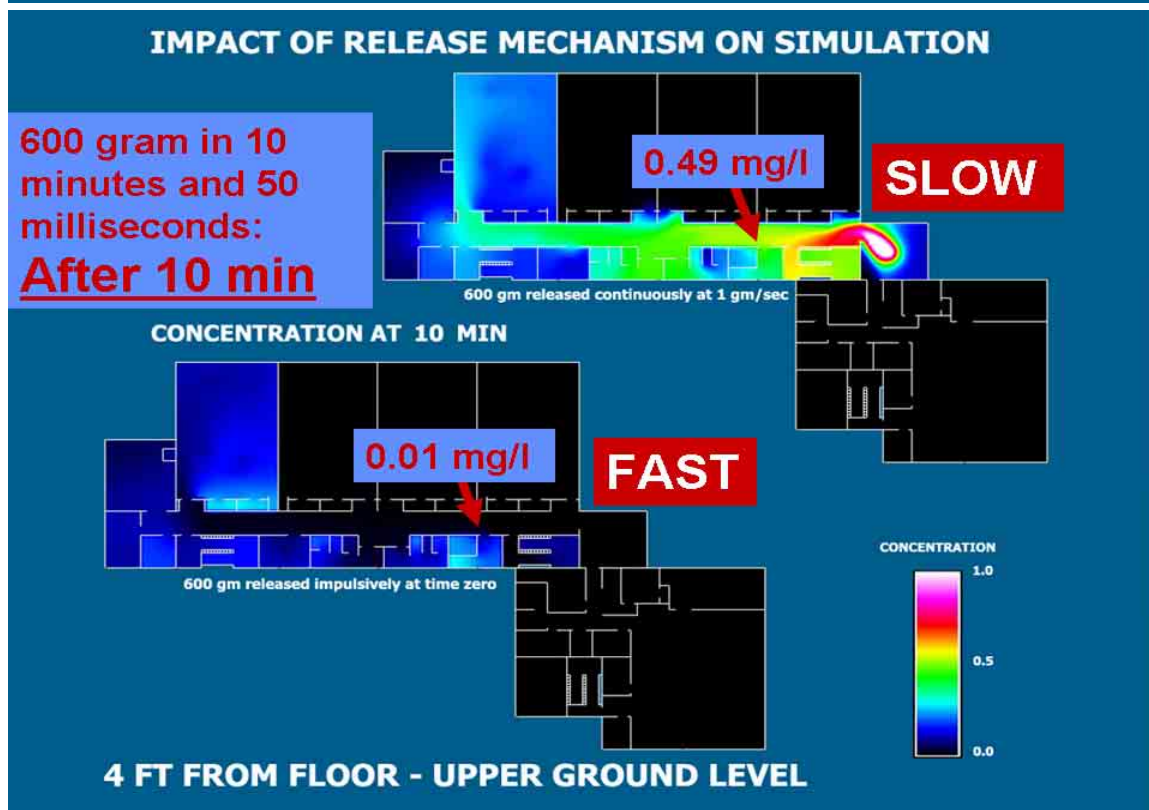 IMPACT OF RELEASE MECHANISM ON SIMULATION
600 gram in 10
minutes and 50
milliseconds:
After 10 min
0.49 mg/l
SLOW
600 gm released continuously at 1 gm/sec
CONCENTRATION AT 10 MIN
0.01 mg/l
FAST
600 gm released impulsively at time zero
CONCENTRATION
1.0
0.5
0.0
4 FT FROM FLOOR - UPPER GROUND LEVEL